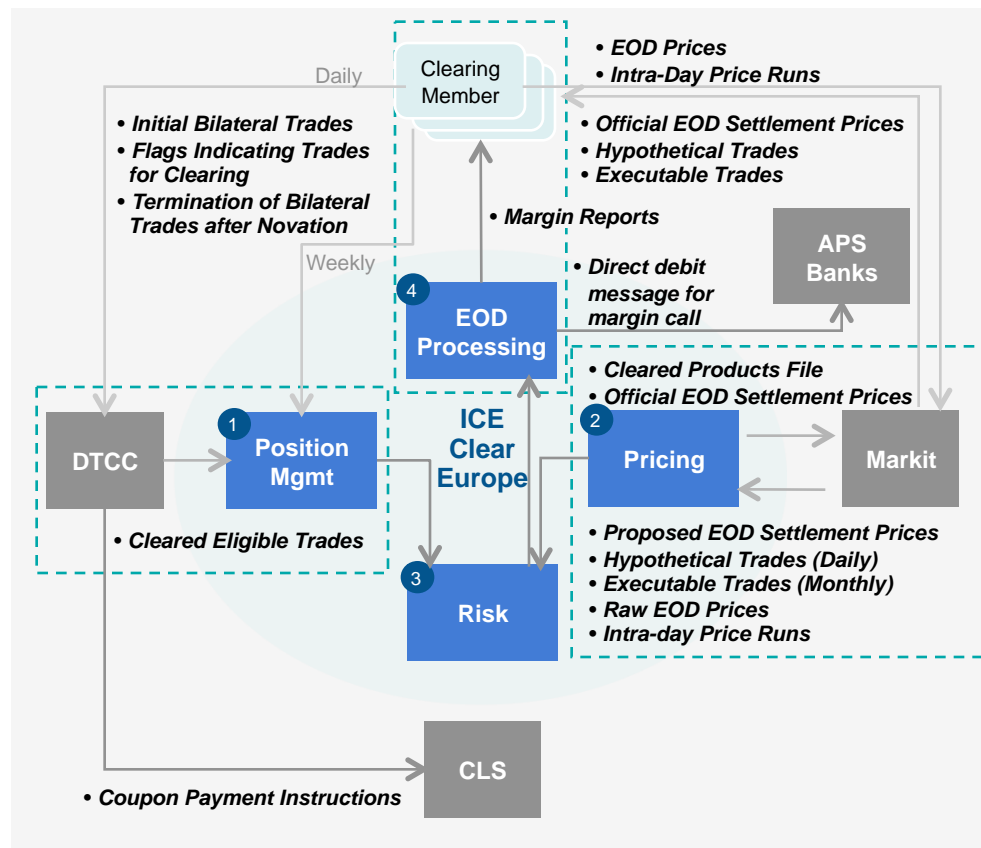 Daily
Clearing
Member
• EOD Prices
• Intra-Day Price Runs
• Initial Bilateral Trades
• Flags Indicating Trades
for Clearing
• Termination of Bilateral
Trades after Novation
• Official EOD Settlement Prices
• Hypothetical Trades
• Executable Trades
• Margin Reports
Weekly
• Direct debit
message for
margin call
APS
Banks
4
EOD
Processing
• Cleared Products File
• Official EOD Settlement Prices
ICE
Clear
Europe
DTCC
1
Position
Mgmt
2
Pricing
Markit
• Cleared Eligible Trades
• Proposed EOD Settlement Prices
• Hypothetical Trades (Daily)
• Executable Trades (Monthly)
• Raw EOD Prices
• Intra-day Price Runs
3
Risk
CLS
• Coupon Payment Instructions